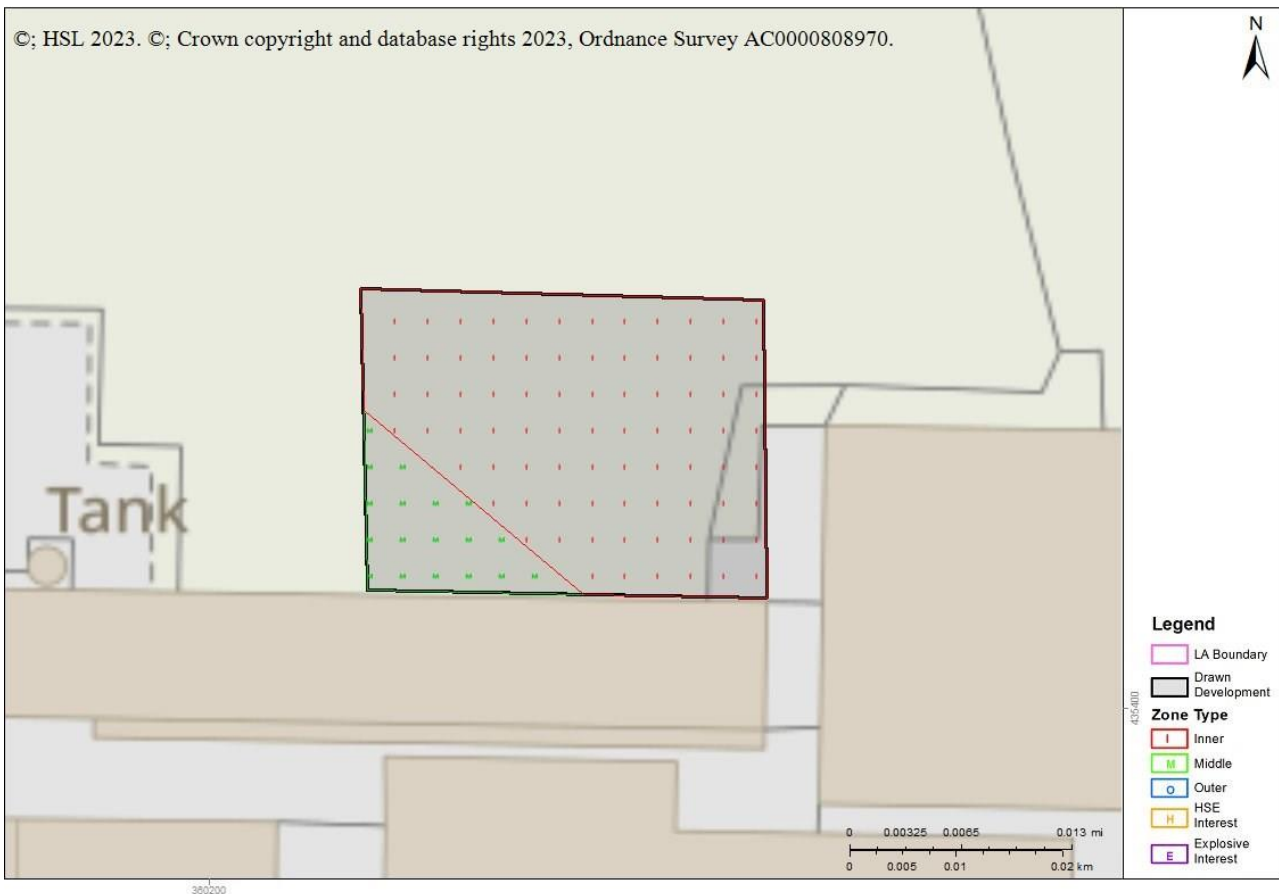 ©; HSL 2023. ©; Crown copyright and database rights 2023, Ordnance Survey AC0000808970.
N
Tank
Legend
LA Boundary
Drawn
Development
Zone Type
I Inner
M Middle
O Outer
H HSE
Interest
E Explosive
Interest
435400
0 0.00325 0.0065 0.013 mi
0 0.005 0.01 0.02 km
360200